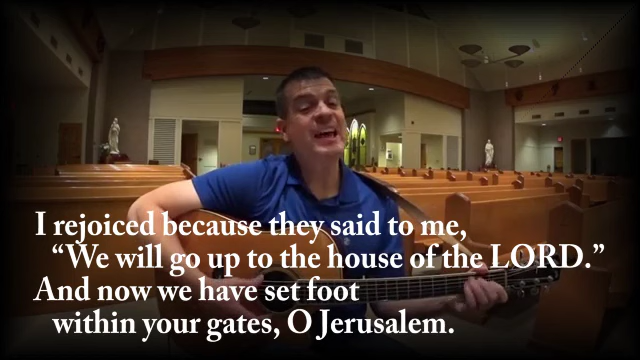 I rejoiced because they said to me,
“We will go up to the house of the LORD.”
And now we have set foot
within your gates, O Jerusalem.